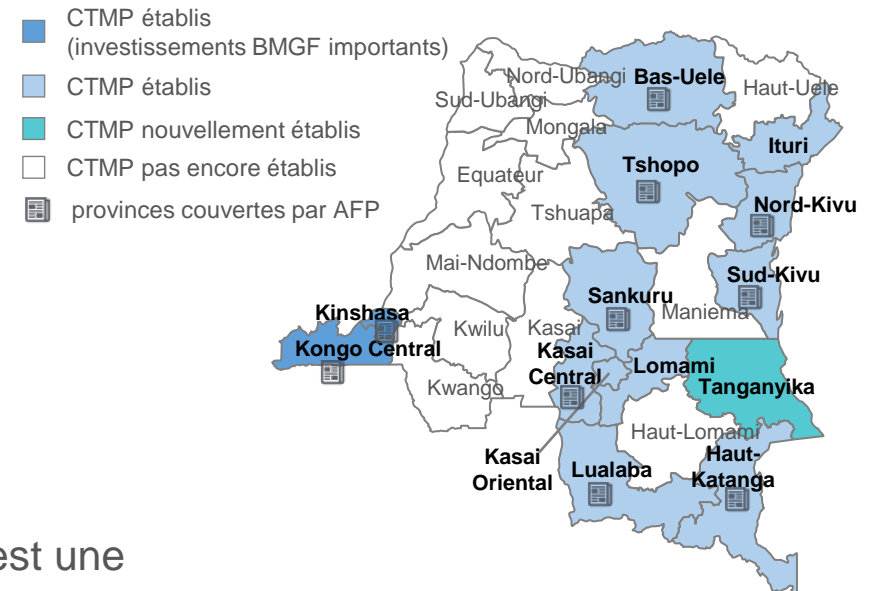 CTMP établis
(investissements BMGF importants)
CTMP établis
CTMP nouvellement établis
CTMP pas encore établis
provinces couvertes par AFP
Nord-Ubangi
Bas-Uele
Haut-Uele
Sud-Ubangi
Mongala
Ituri
Equateur
Tshopo
Tshuapa
Nord-Kivu
Mai-Ndombe
Sud-Kivu
Sankuru
Maniema
Kinshasa
Kwilu
Kasai
Kongo Central
Kasai
Central
Lomami
Tanganyika
Kwango
Haut-Lomami
Kasai
Oriental
Lualaba
Haut-
Katanga
est une